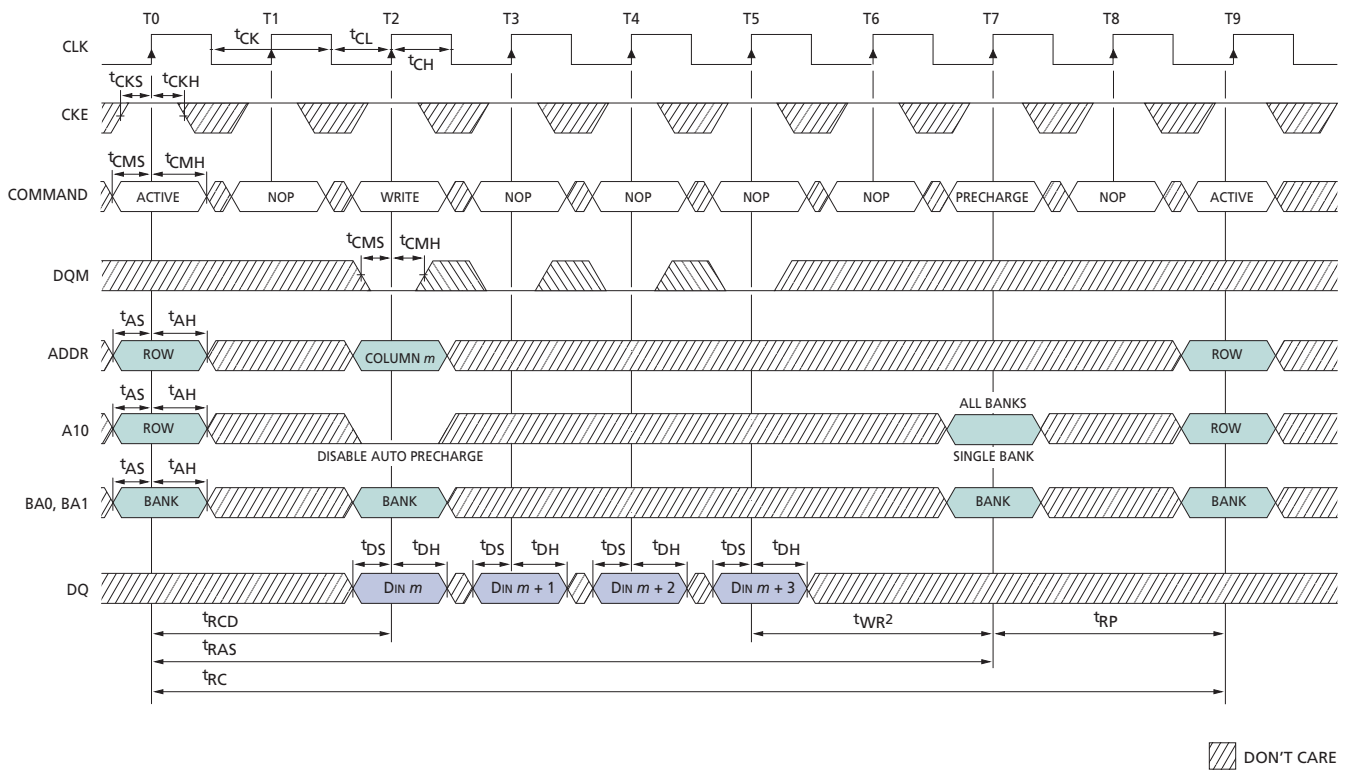 T0 T1 T2 T3 T4 T5 T6 T7 T8 T9
CLK tCK tCL tCH
tCKS tCKH
CKE
tCMS tCMH
COMMAND ACTIVE NOP WRITE NOP NOP NOP NOP PRECHARGE NOP ACTIVE
tCMS tCMH
DQM
tAS tAH
ADDR ROW COLUMN m ROW
tAS tAH ALL BANKS
A10 ROW ROW
DISABLE AUTO PRECHARGE SINGLE BANK
tAS tAH
BA0, BA1 BANK BANK BANK BANK
tDS tDH tDS tDH tDS tDH tDS tDH
DQ DIN m DIN m + 1 DIN m + 2 DIN m + 3
tRCD tWR2 tRP
tRAS
tRC
DON'T CARE